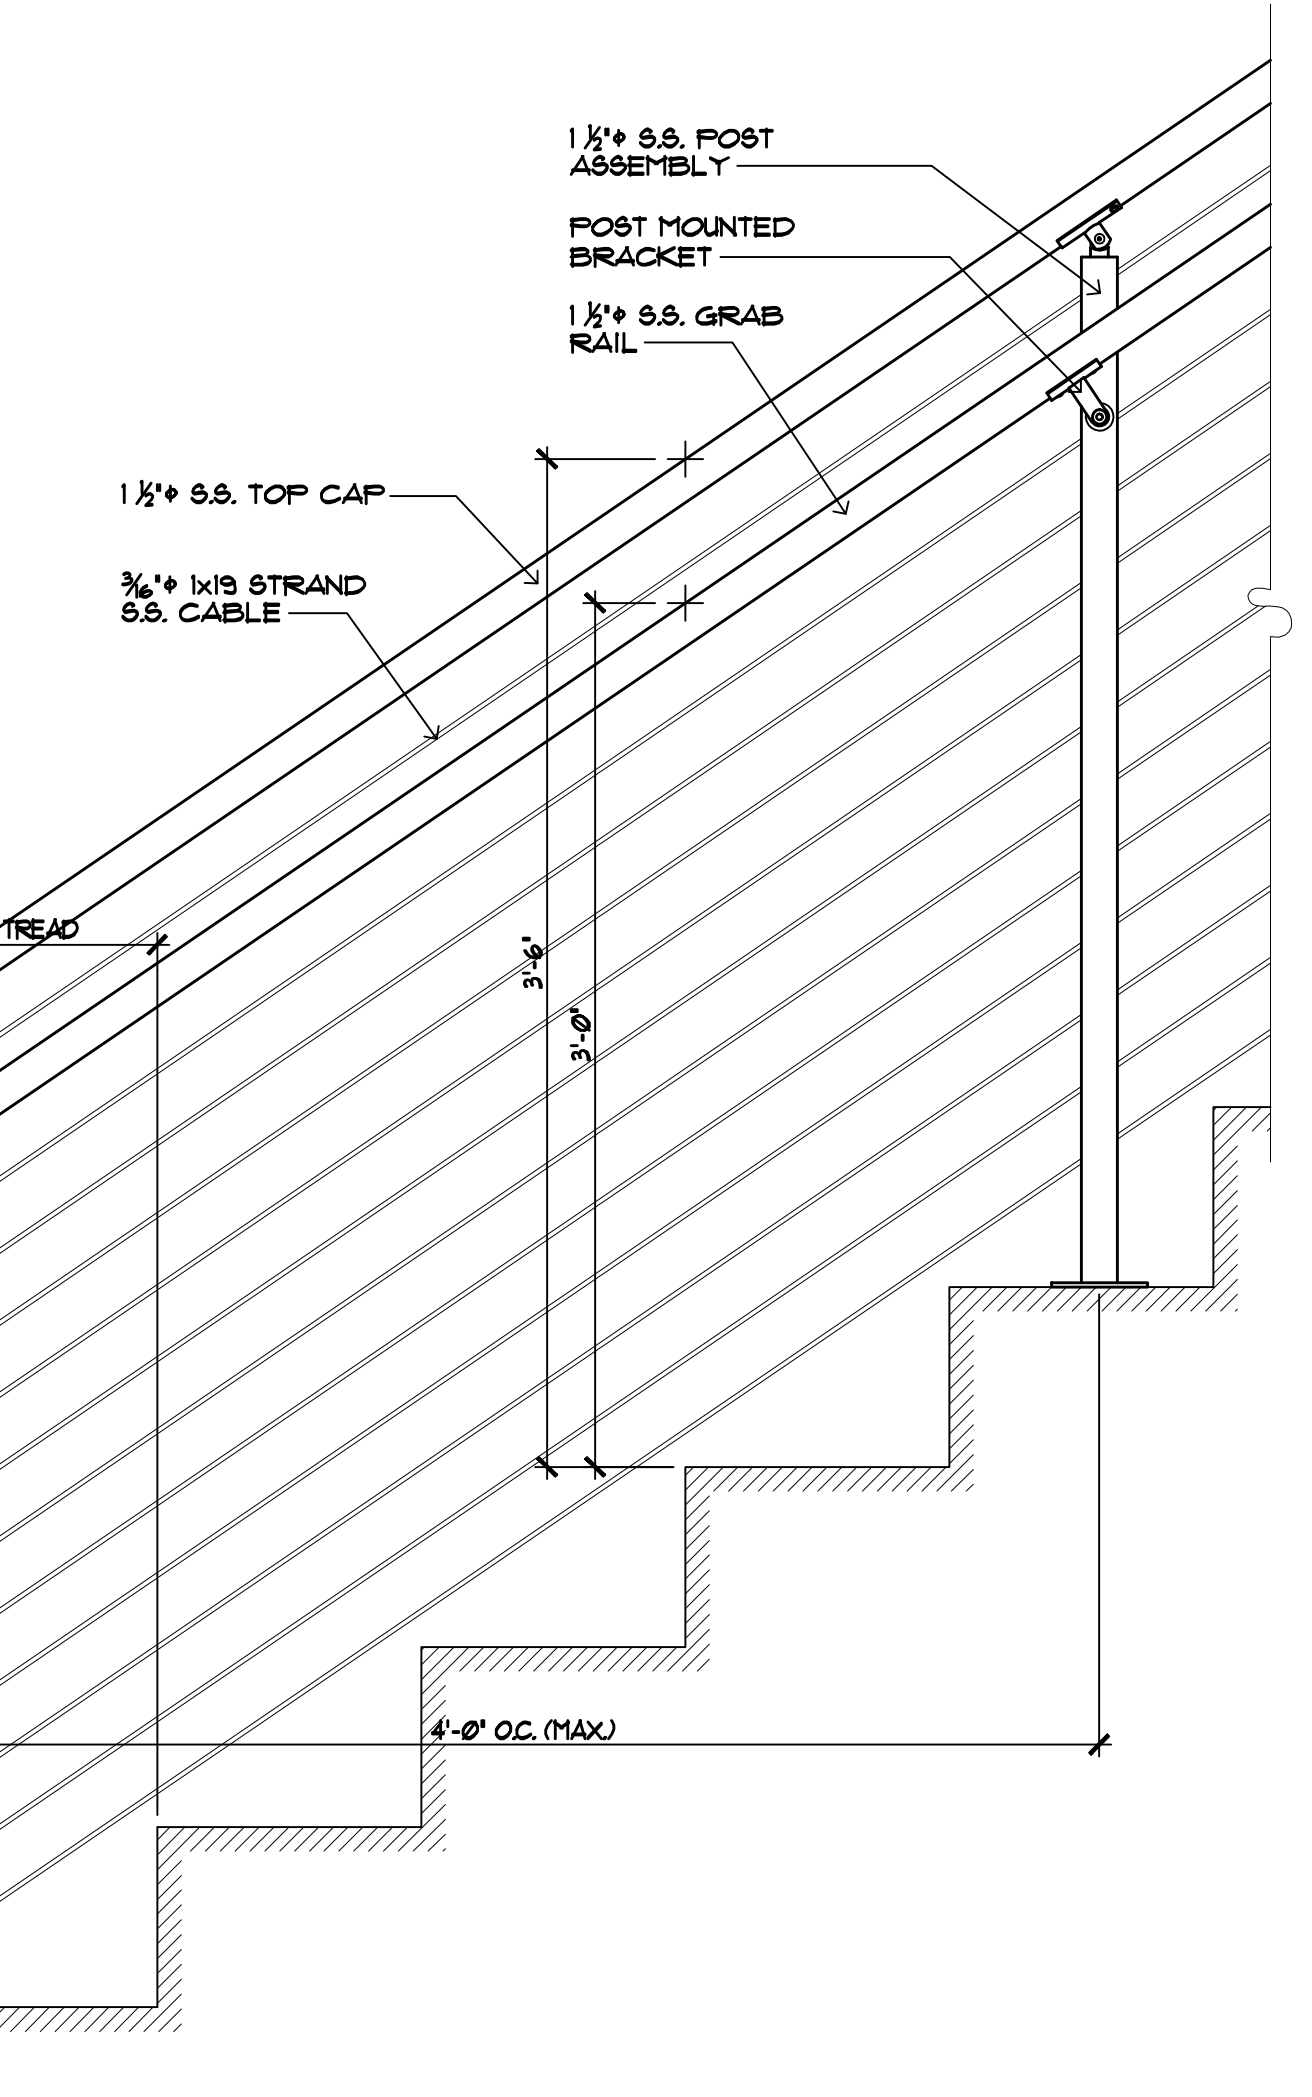 1 ½"⌀ S.S. POST
ASSEMBLY
POST MOUNTED
BRACKET
1 ½"⌀ S.S. GRAB
RAIL
1 ½"⌀ S.S. TOP CAP
3/16"⌀ 1x19 STRAND
S.S. CABLE
TREAD
3'-6"
3'-0"
4'-0" O.C. (MAX.)